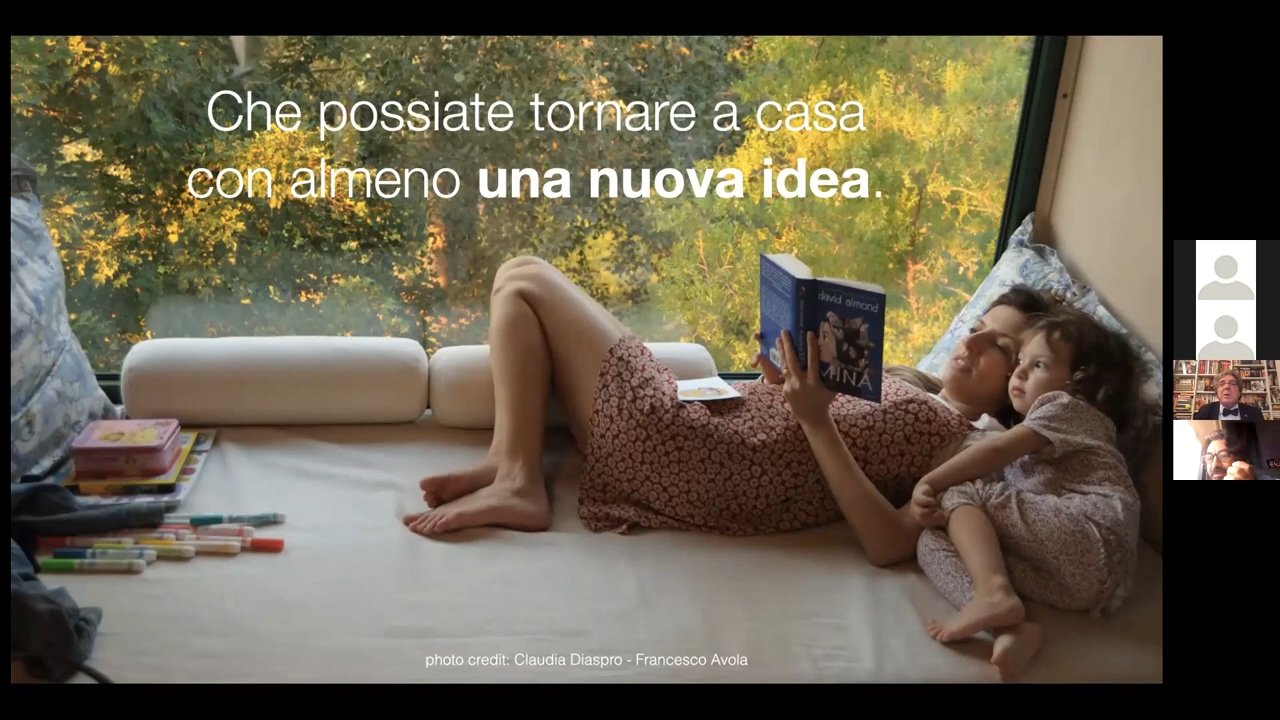 Che possiate tornare a casa
con almeno una nuova idea.
david almond
MINA
photo credit: Claudia Diaspro - Francesco Avola